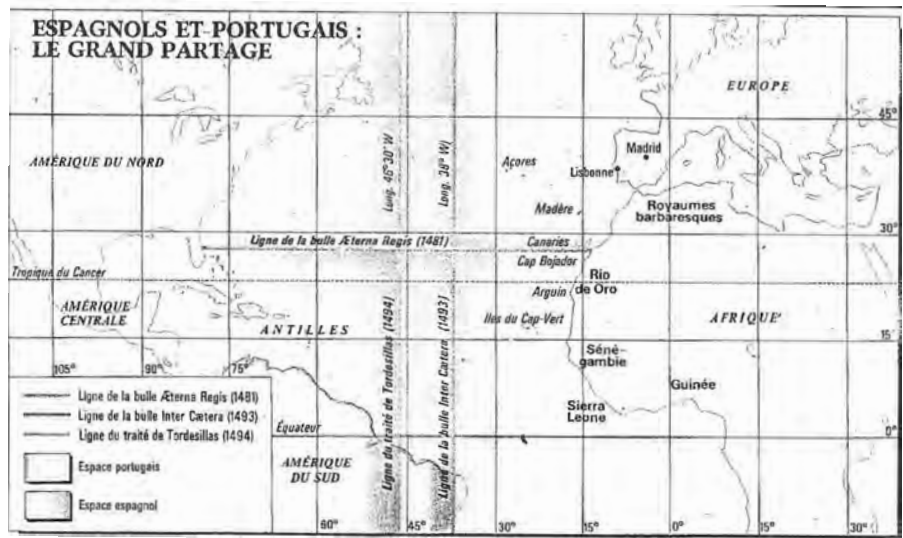 ESPAGNOLS ET PORTUGAIS :
LE GRAND PARTAGE
EUROPE
45°
AMÉRIQUE DU NORD
Long. 46°30' W
Long. 38° W)
Açores
Madrid
Lisbonne
Madère
Royaumes
barbaresques
30°
Ligne de la bulle Æterna Regis (1481)
Canaries
Cap Bojador
Tropique du Cancer
Rio
de Oro
Arguin
AMÉRIQUE
CENTRALE
ANTILLES
Iles du Cap-Vert
AFRIQUE
15°
Ligne du traité de Tordesillas (1494)
Ligne de la bulle Inter Cætera (1493)
Séné-
gambie
105°
90°
75°
Guinée
Sierra
Leone
Ligne de la bulle Æterna Regis (1481)
Ligne de la bulle Inter Cætera (1493)
Ligne du traité de Tordesillas (1494)
Équateur
0°
Espace portugais
AMÉRIQUE
DU SUD
Espace espagnol
60°
45°
30°
15°
0°
15°
30°